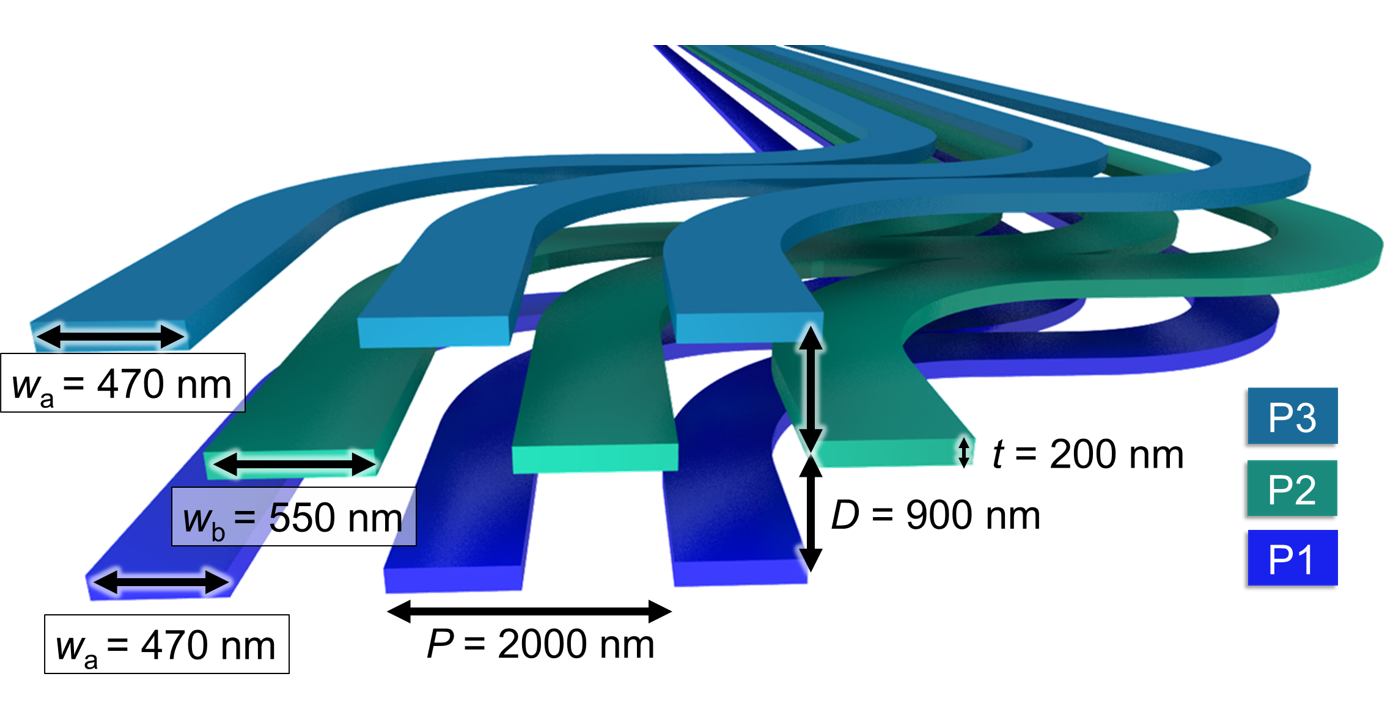 wa = 470 nm
P3
t = 200 nm
P2
wb = 550 nm
D = 900 nm
P1
P = 2000 nm
wa = 470 nm